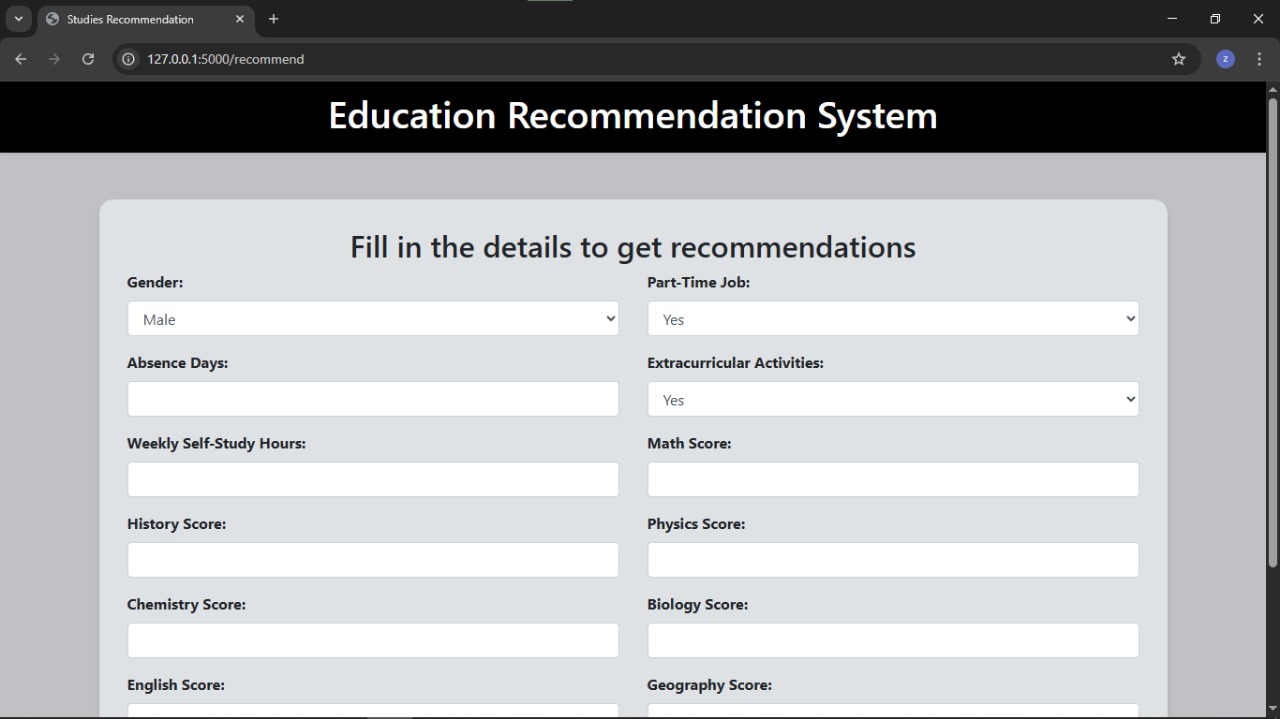 Studies Recommendation
127.0.0.1:5000/recommend
z
Education Recommendation System
Fill in the details to get recommendations
Gender: Part-Time Job:
Male Yes
Absence Days: Extracurricular Activities:
Yes
Weekly Self-Study Hours: Math Score:
History Score: Physics Score:
Chemistry Score: Biology Score:
English Score: Geography Score: